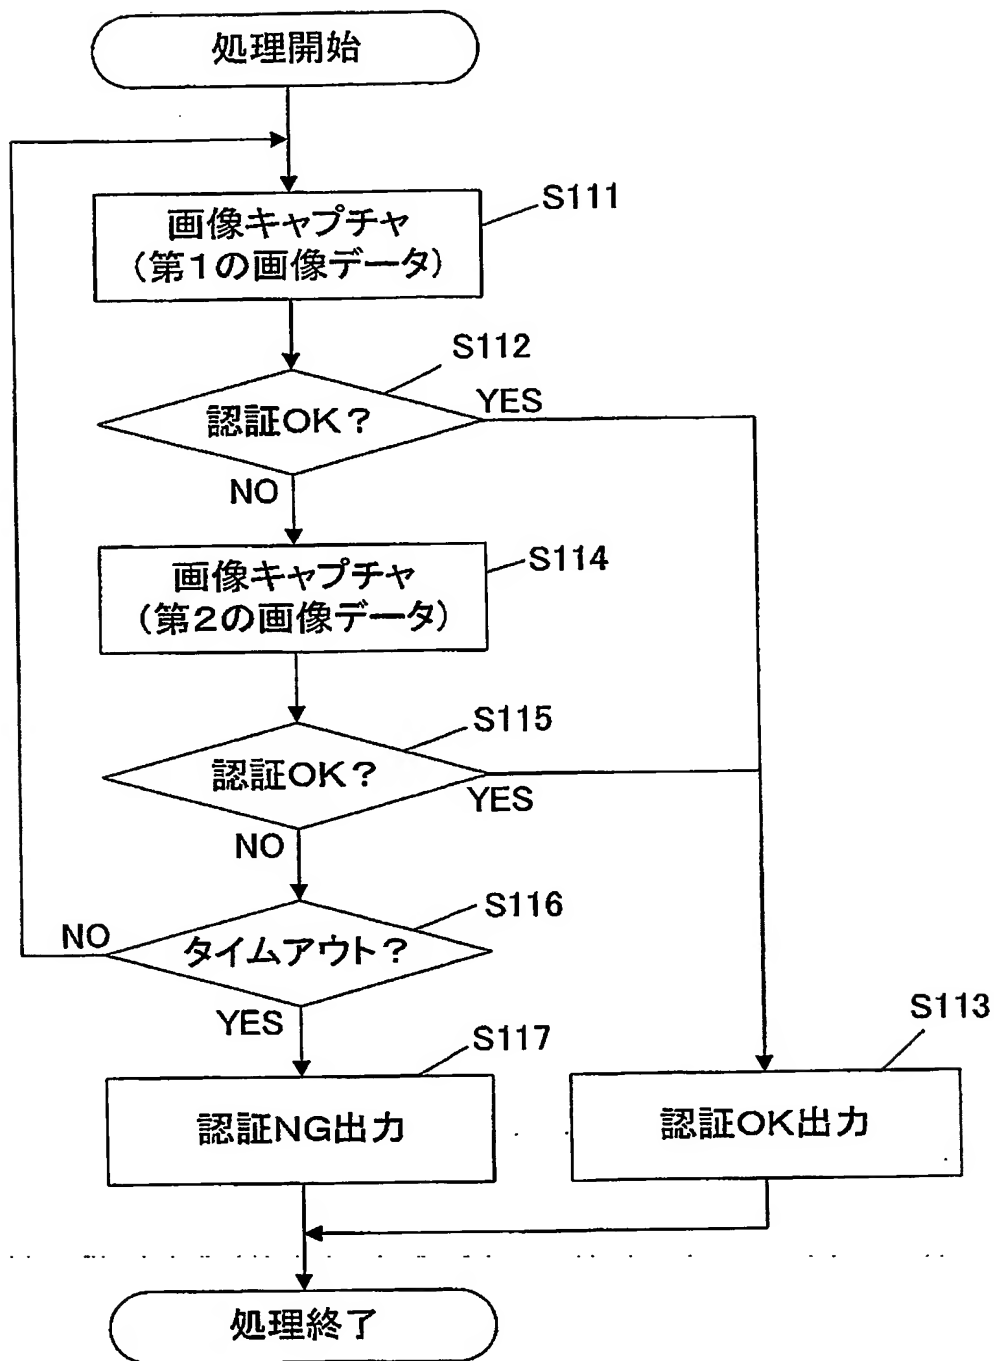 処理開始
S111
画像キャプチャ
(第1の画像データ)
S112
認証OK?
YES
NO
S114
画像キャプチャ
(第2の画像データ)
S115
認証OK?
YES
NO
S116
タイムアウト?
NO
YES
S117
認証NG出力
S113
認証OK出力
処理終了